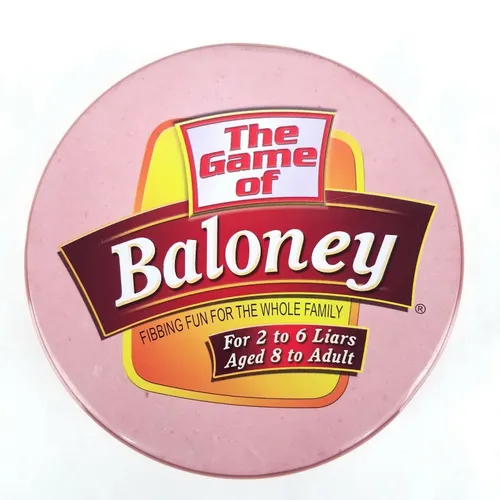 The
Game
of
Baloney
®
FIBBING FUN FOR THE WHOLE FAMILY
For 2 to 6 Liars
Aged 8 to Adult